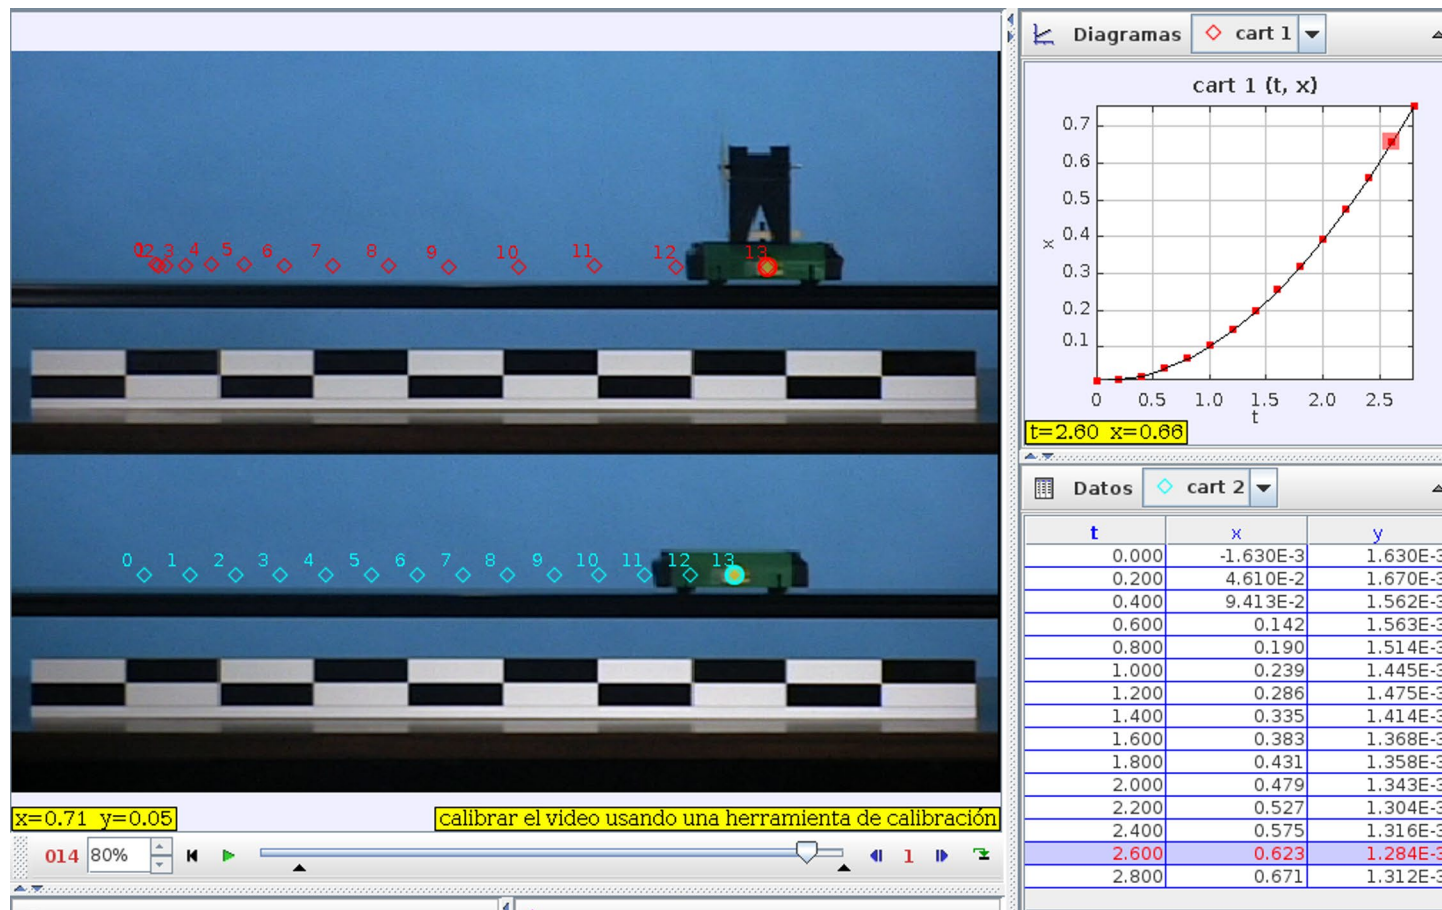 Diagramas cart 1
cart 1 (t, x)
0.7
0.6
0.5
0.4
0.3
0.2
0.1
x
0 0.5 1.0 1.5 2.0 2.5
t
t=2.60 x=0.66
3 4 5 6 7 8 9 10 11 12 13
0 1 2 3 4 5 6 7 8 9 10 11 12 13
x=0.71 y=0.05
calibrar el video usando una herramienta de calibración
014 80% 1
Datos cart 2
t x y
0.000 -1.630E-3 1.630E-3
0.200 4.610E-2 1.670E-3
0.400 9.413E-2 1.562E-3
0.600 0.142 1.563E-3
0.800 0.190 1.514E-3
1.000 0.239 1.445E-3
1.200 0.286 1.475E-3
1.400 0.335 1.414E-3
1.600 0.383 1.368E-3
1.800 0.431 1.358E-3
2.000 0.479 1.343E-3
2.200 0.527 1.304E-3
2.400 0.575 1.316E-3
2.600 0.623 1.284E-3
2.800 0.671 1.312E-3